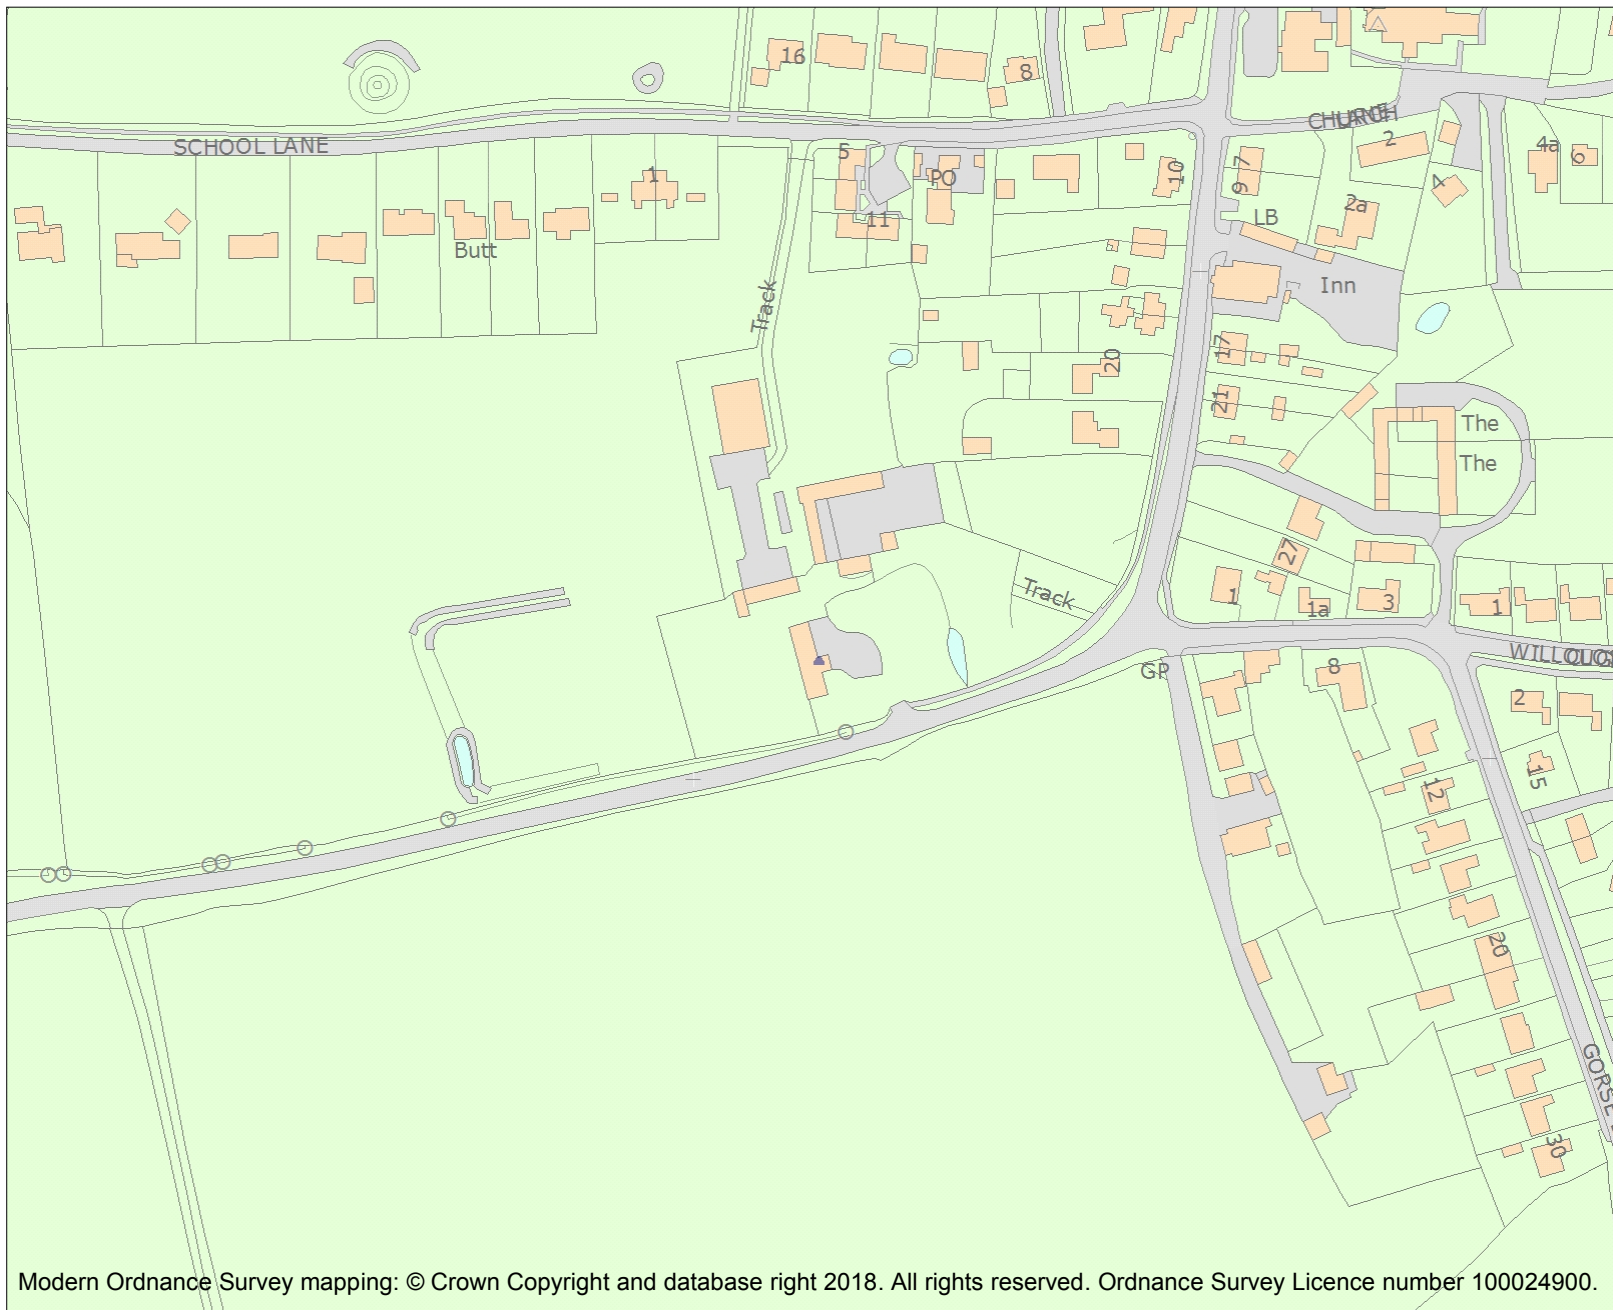 16
8
SCHOOL LANE
CHURCH
2
4a
6
5
PO
10
7
9
4
1
2a
LB
11
Butt
Inn
Track
17
20
21
The
The
27
Track
1
1a
3
1
GP
8
2
15
12
20
GORSE
30
Modern Ordnance Survey mapping: © Crown Copyright and database right 2018. All rights reserved. Ordnance Survey Licence number 100024900.